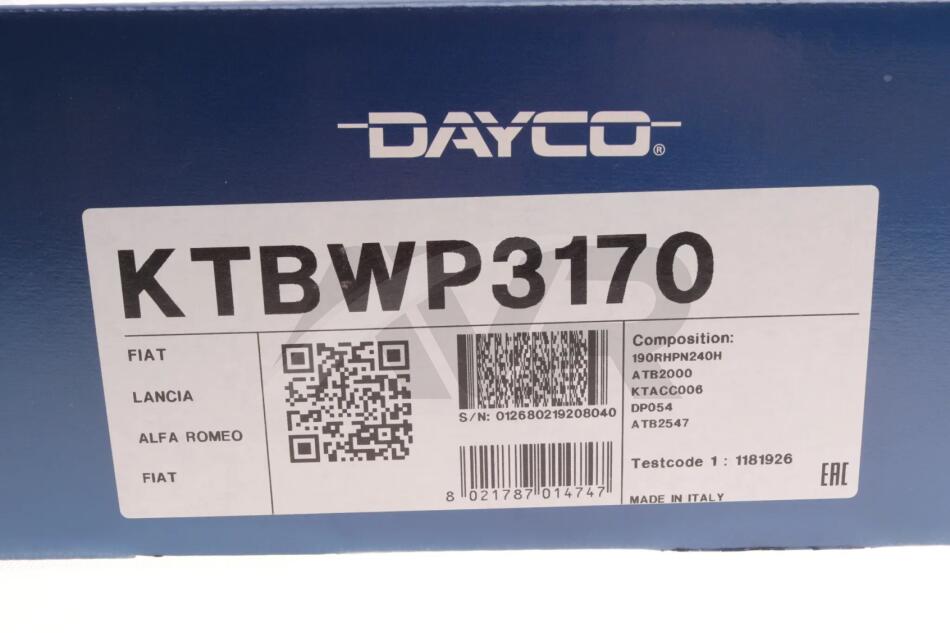 DAYCO®
KTBWP3170
FIAT
LANCIA
ALFA ROMEO
FIAT
S/N: 012680219208040
8 021787 014747
Composition:
190RHPN240H
ATB2000
KTACC006
DP054
ATB2547
Testcode 1 : 1181926
MADE IN ITALY
EAC
AVR